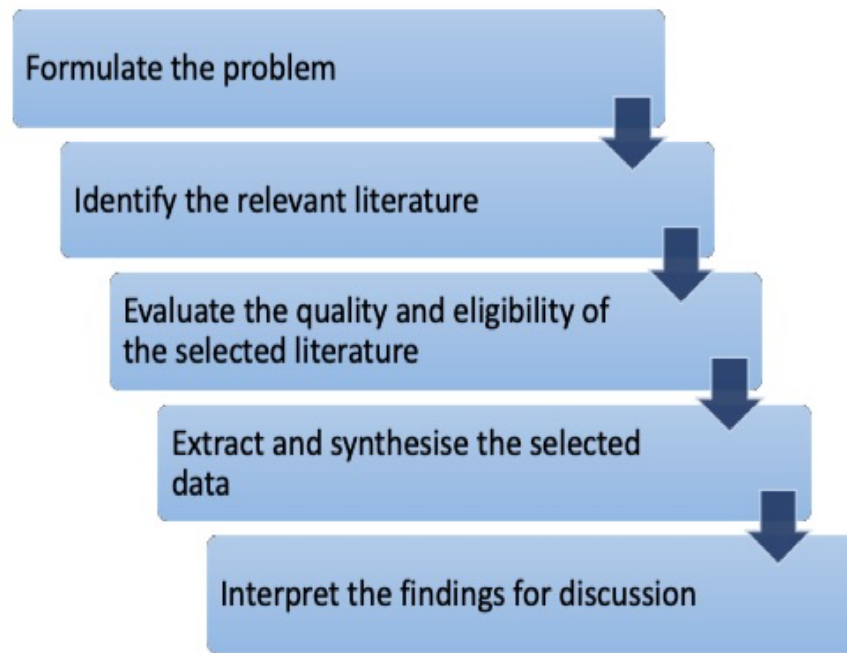 Formulate the problem
Identify the relevant literature
Evaluate the quality and eligibility of
the selected literature
Extract and synthesise the selected
data
Interpret the findings for discussion